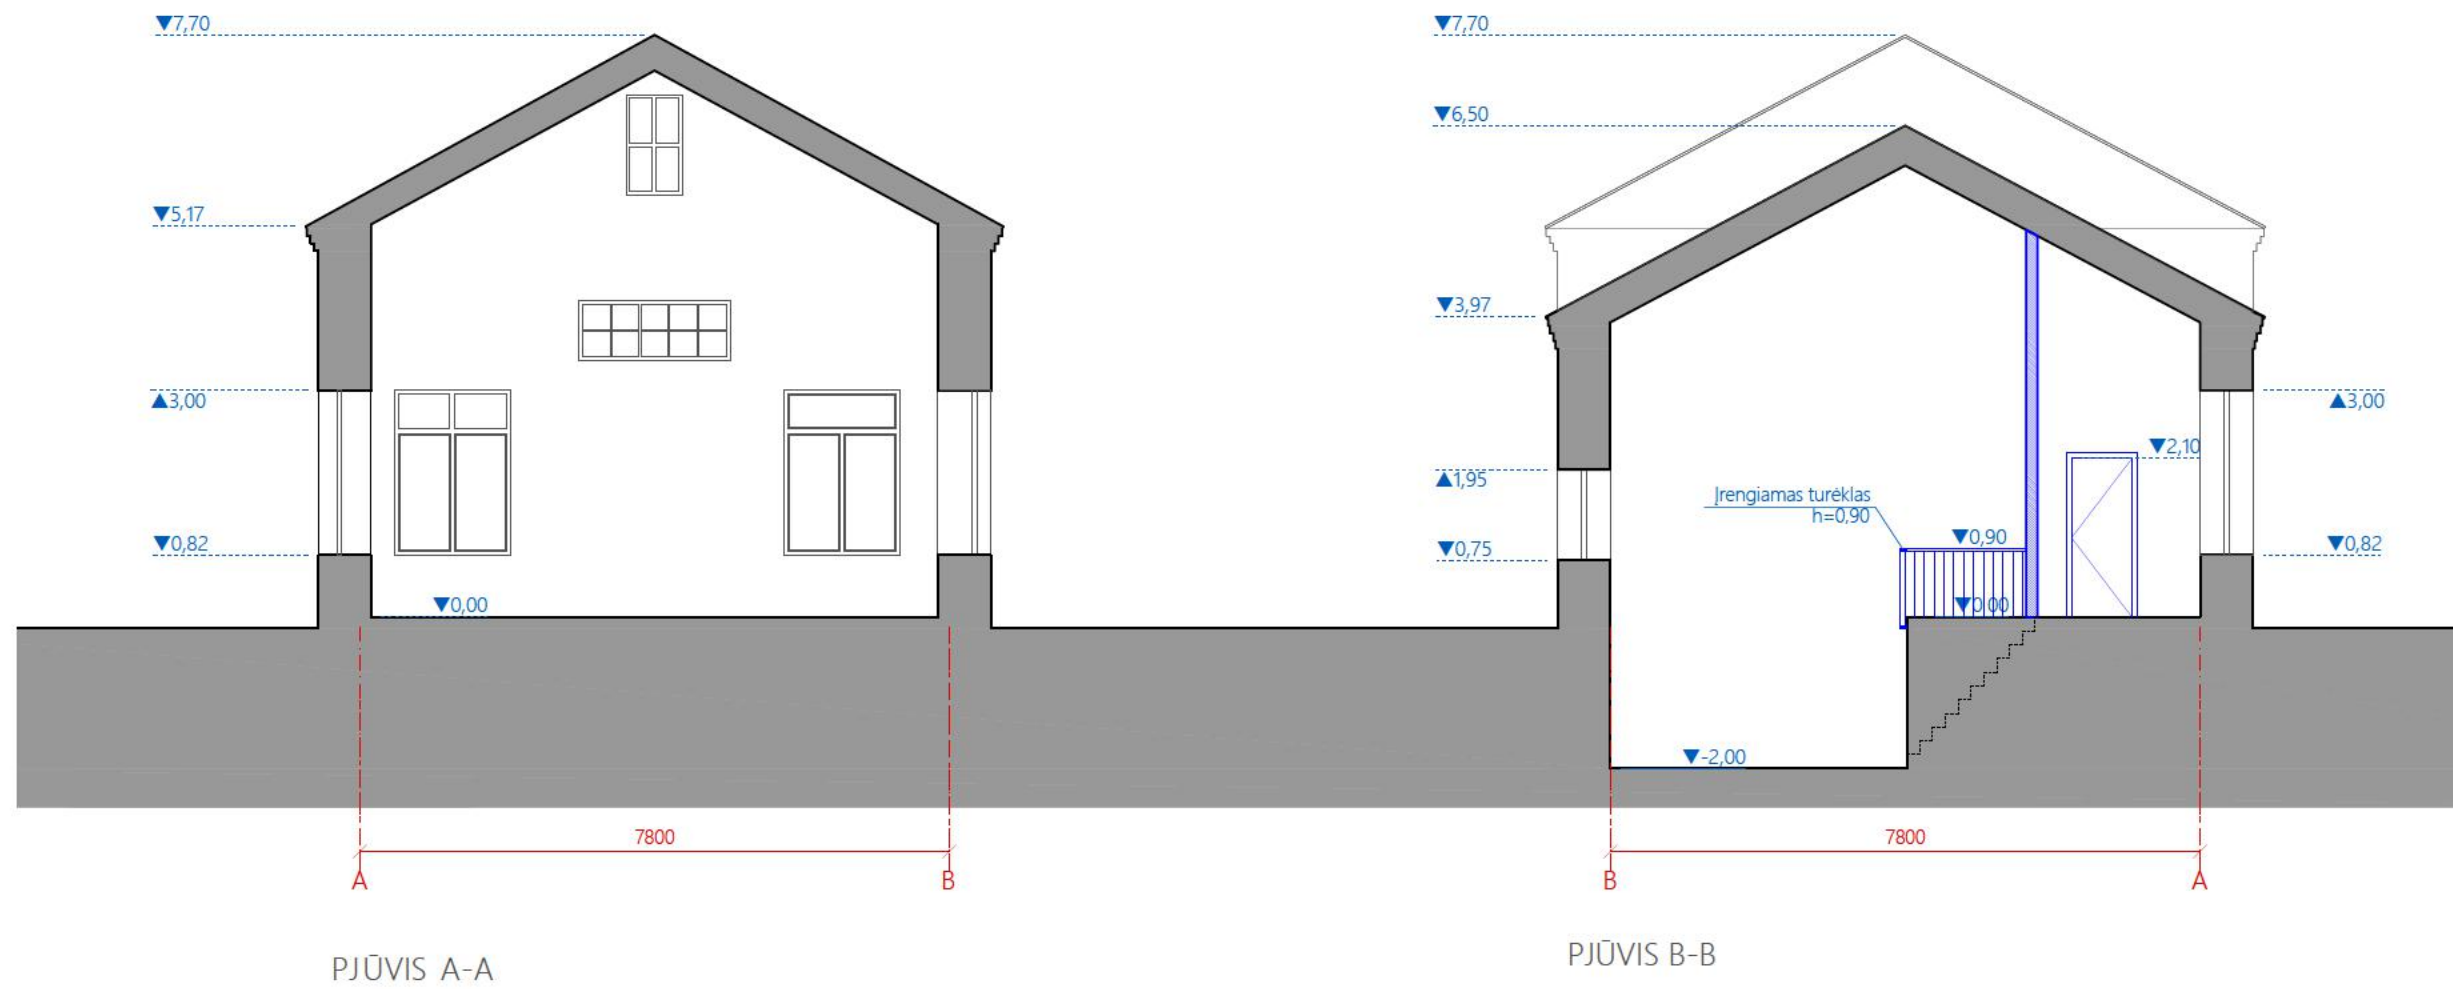 ▼7,70
▼5,17
▲3,00
▼0,82
▼0,00
7800
A
B
PJŪVIS A-A
▼7,70
▼6,50
▼3,97
▲1,95
▼0,75
Įrengiamas turėklas
h=0,90
▼0,90
▼0,00
▼2,10
▲3,00
▼0,82
▼-2,00
7800
B
A
PJŪVIS B-B